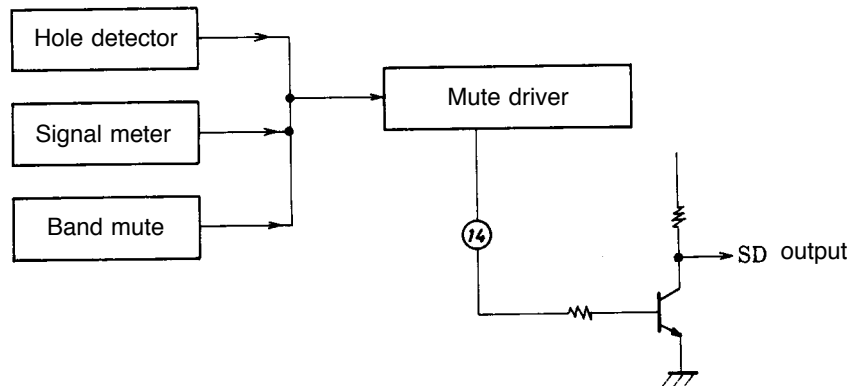 Hole detector
Mute driver
Signal meter
Band mute
14
SD output